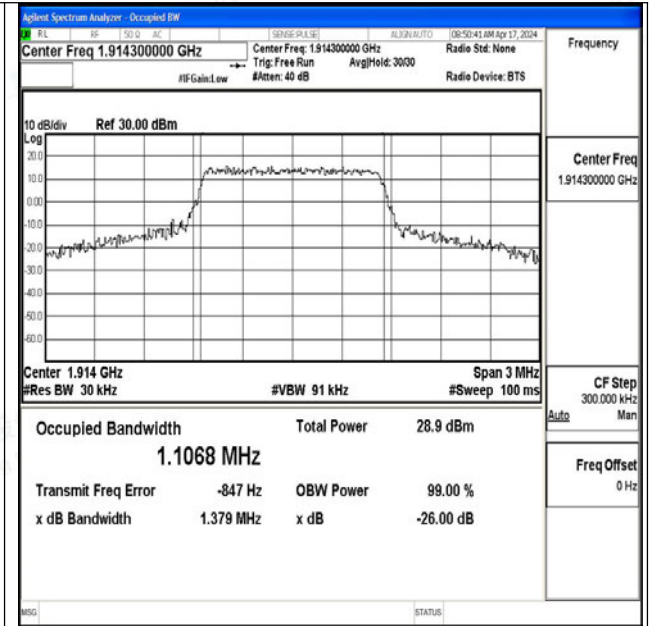 Agilent Spectrum Analyzer - Occupied BW
RL RF 50 Ω AC SENSE:PULSE ALIGN AUTO 08:50:41 AM Apr 17, 2024
Center Freq 1.914300000 GHz
Center Freq: 1.914300000 GHz
Radio Std: None
Trig: Free Run Avg|Hold: 30/30
#IFGain:Low #Atten: 40 dB Radio Device: BTS
Frequency
10 dB/div Ref 30.00 dBm
Log
20.0
10.0
0.00
-10.0
-20.0
-30.0
-40.0
-50.0
-60.0
Center Freq
1.914300000 GHz
Center 1.914 GHz Span 3 MHz
#Res BW 30 kHz #VBW 91 kHz #Sweep 100 ms
CF Step
300.000 kHz
Auto Man
Occupied Bandwidth Total Power 28.9 dBm
1.1068 MHz
Freq Offset
0 Hz
Transmit Freq Error -847 Hz OBW Power 99.00 %
x dB Bandwidth 1.379 MHz x dB -26.00 dB
MSG STATUS